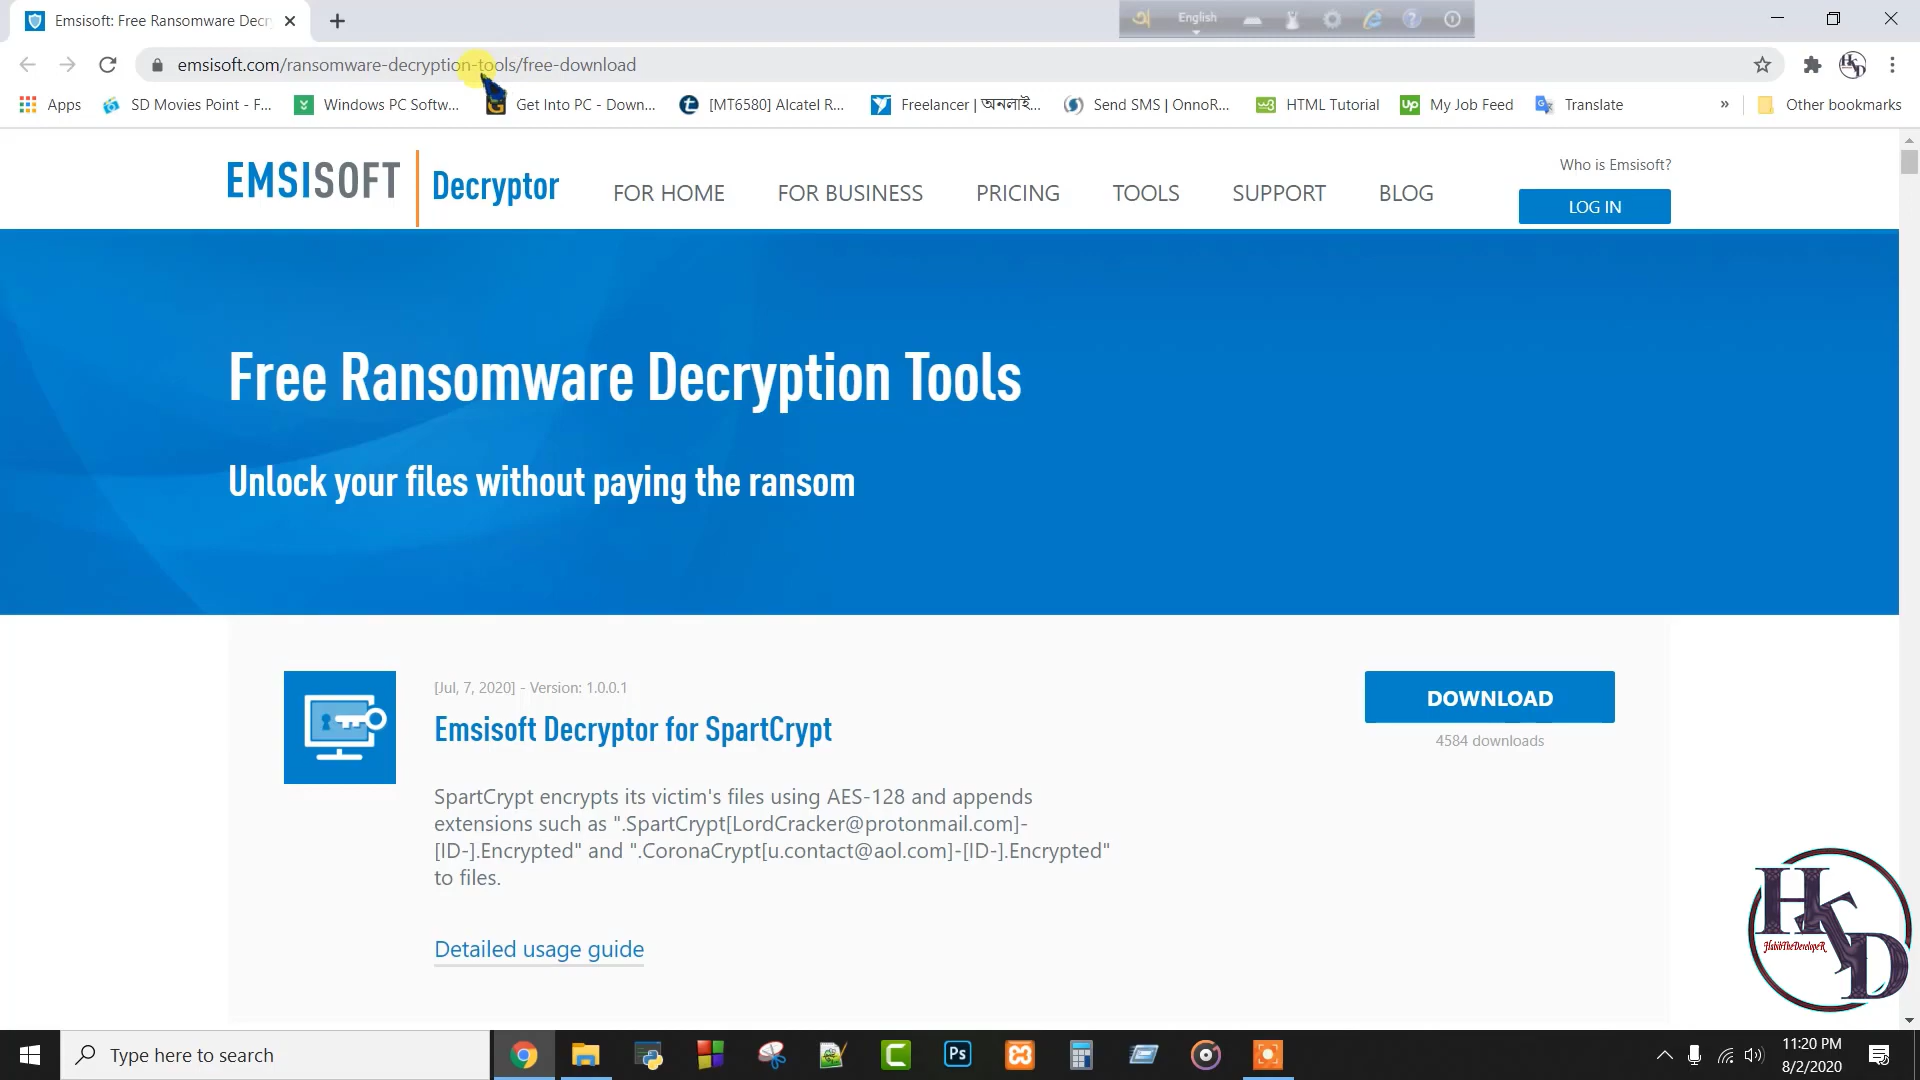 Emsisoft: Free Ransomware Decr
English
emsisoft.com/ransomware-decryption-tools/free-download
Apps
SD Movies Point - F...
Windows PC Softw...
Get Into PC - Down...
[MT6580] Alcatel R...
Freelancer | অনলাই...
Send SMS | OnnoR...
HTML Tutorial
My Job Feed
Translate
»
Other bookmarks
Who is Emsisoft?
EMSISOFT Decryptor
FOR HOME
FOR BUSINESS
PRICING
TOOLS
SUPPORT
BLOG
LOG IN
Free Ransomware Decryption Tools
Unlock your files without paying the ransom
[Jul, 7, 2020] - Version: 1.0.0.1
Emsisoft Decryptor for SpartCrypt
DOWNLOAD
4584 downloads
SpartCrypt encrypts its victim's files using AES-128 and appends
extensions such as ".SpartCrypt[LordCracker@protonmail.com]-
[ID-].Encrypted" and ".CoronaCrypt[u.contact@aol.com]-[ID-].Encrypted"
to files.
Detailed usage guide
HKD
HabibTheDevelopeR
Type here to search
Ps
11:20 PM
8/2/2020